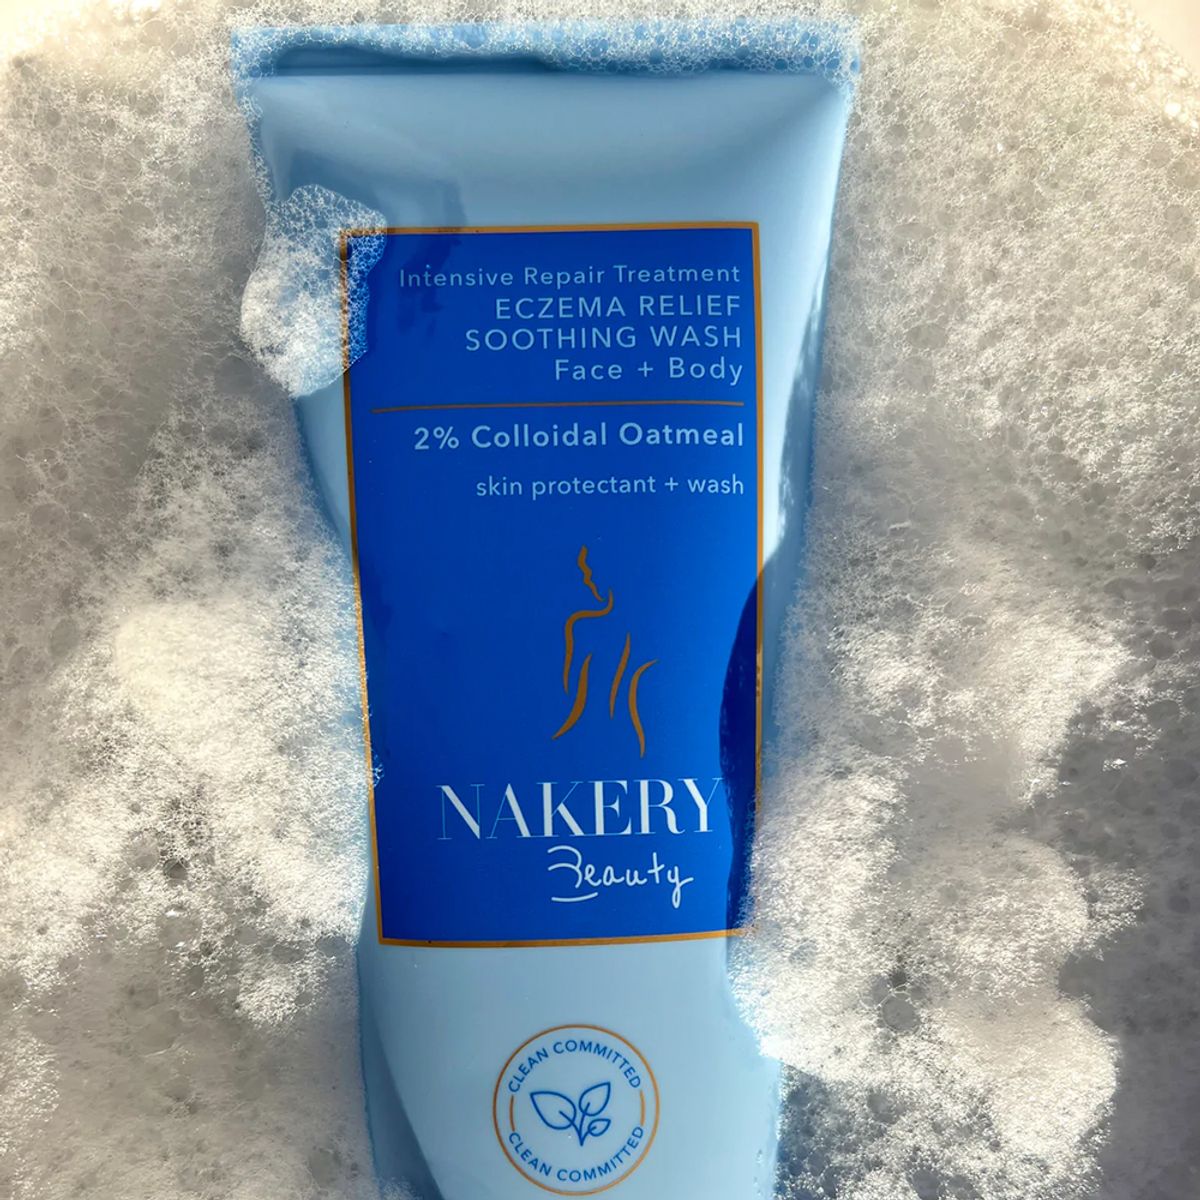 Intensive Repair Treatment
ECZEMA RELIEF
SOOTHING WASH
Face + Body
2% Colloidal Oatmeal
skin protectant + wash
NAKERY
Beauty
CLEAN COMMITTED
CLEAN COMMITTED